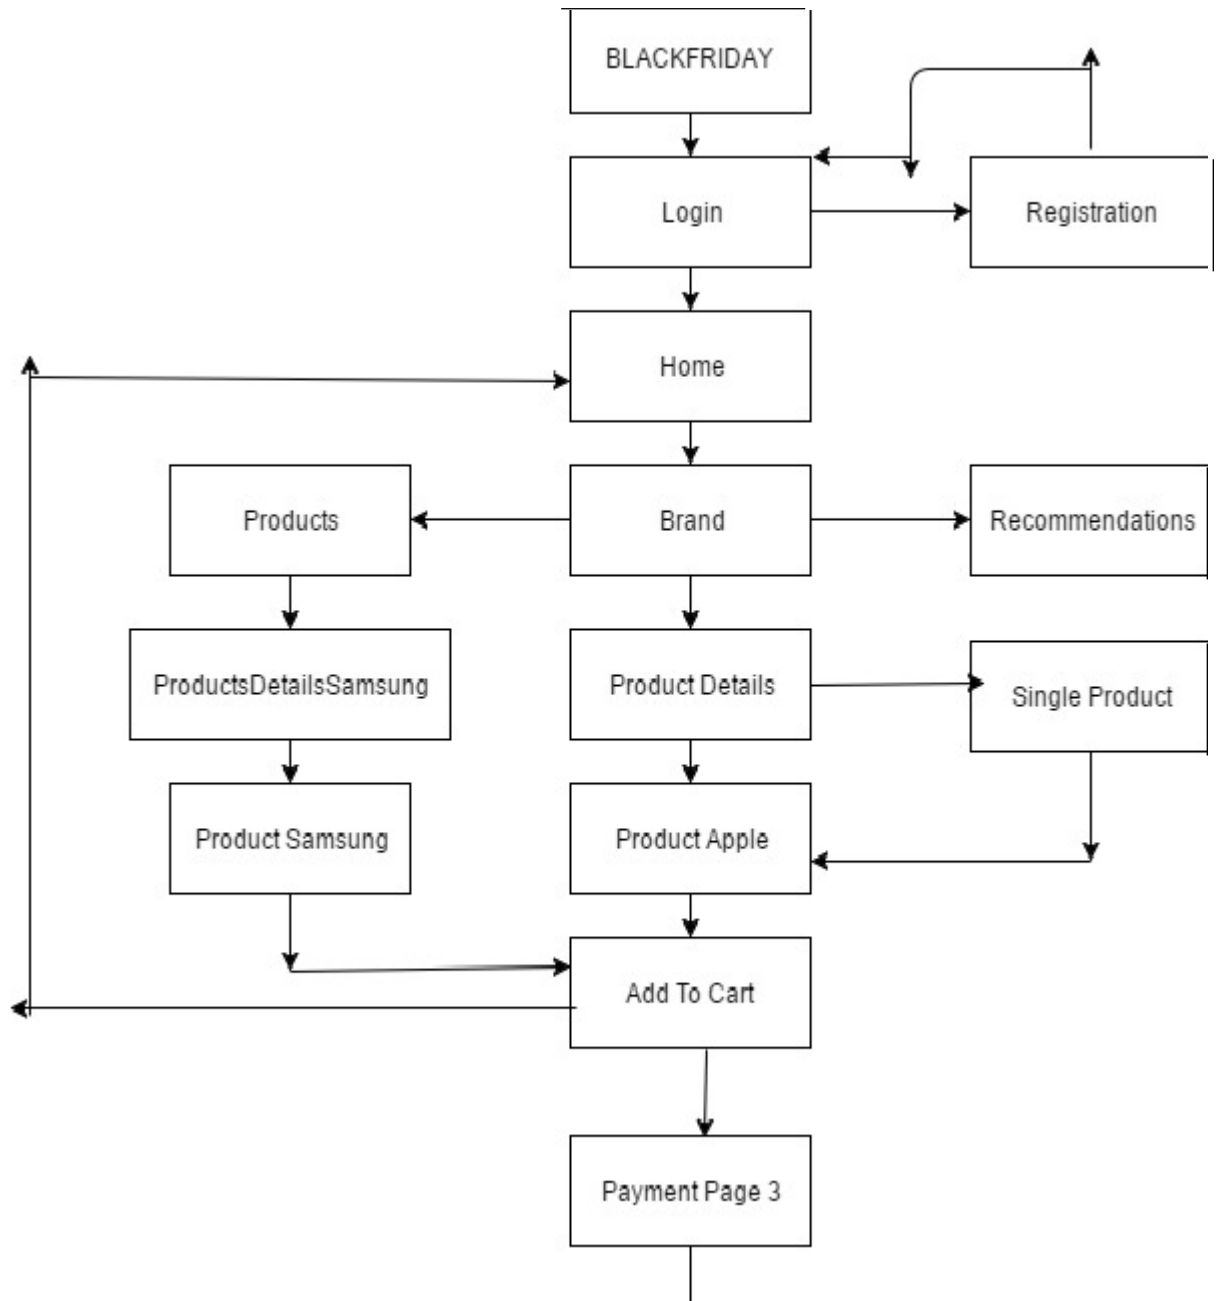 BLACKFRIDAY
Login
Registration
Home
Products
Brand
Recommendations
ProductsDetailsSamsung
Product Details
Single Product
Product Samsung
Product Apple
Add To Cart
Payment Page 3